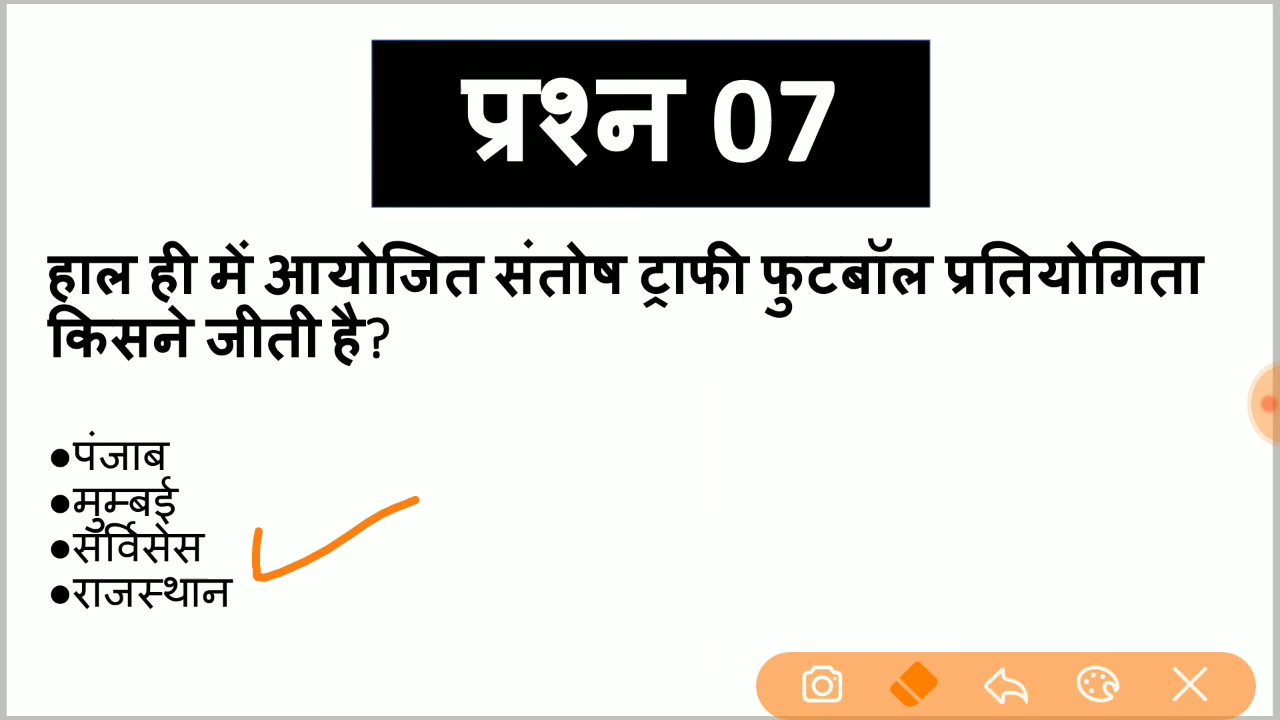 प्रश्न 07
हाल ही में आयोजित संतोष ट्राफी फुटबॉल प्रतियोगिता
किसने जीती है?
●पंजाब
●मुम्बई
●सर्विसेस
●राजस्थान